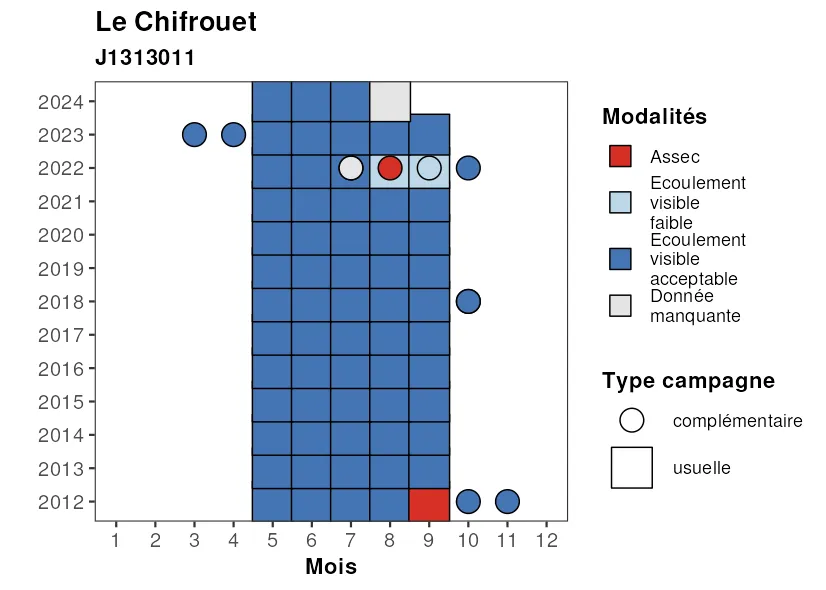 Le Chifrouet
J1313011
2024
2023
2022
2021
2020
2019
2018
2017
2016
2015
2014
2013
2012
1 2 3 4 5 6 7 8 9 10 11 12
Mois
Modalités
Assec
Ecoulement
visible
faible
Ecoulement
visible
acceptable
Donnée
manquante
Type campagne
complémentaire
usuelle